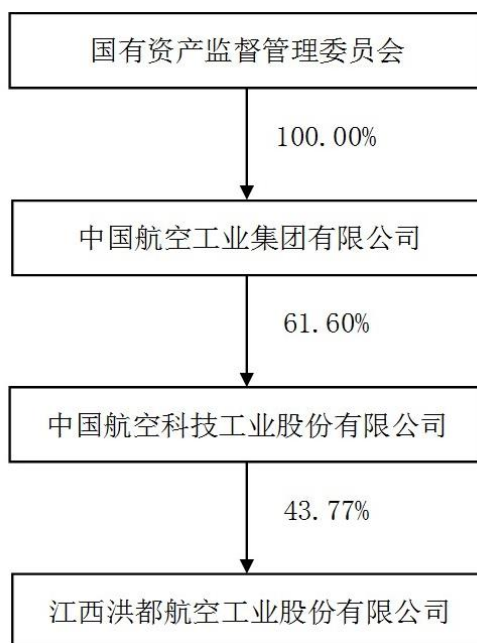 国有资产监督管理委员会
100.00%
中国航空工业集团有限公司
61.60%
中国航空科技工业股份有限公司
43.77%
江西洪都航空工业股份有限公司